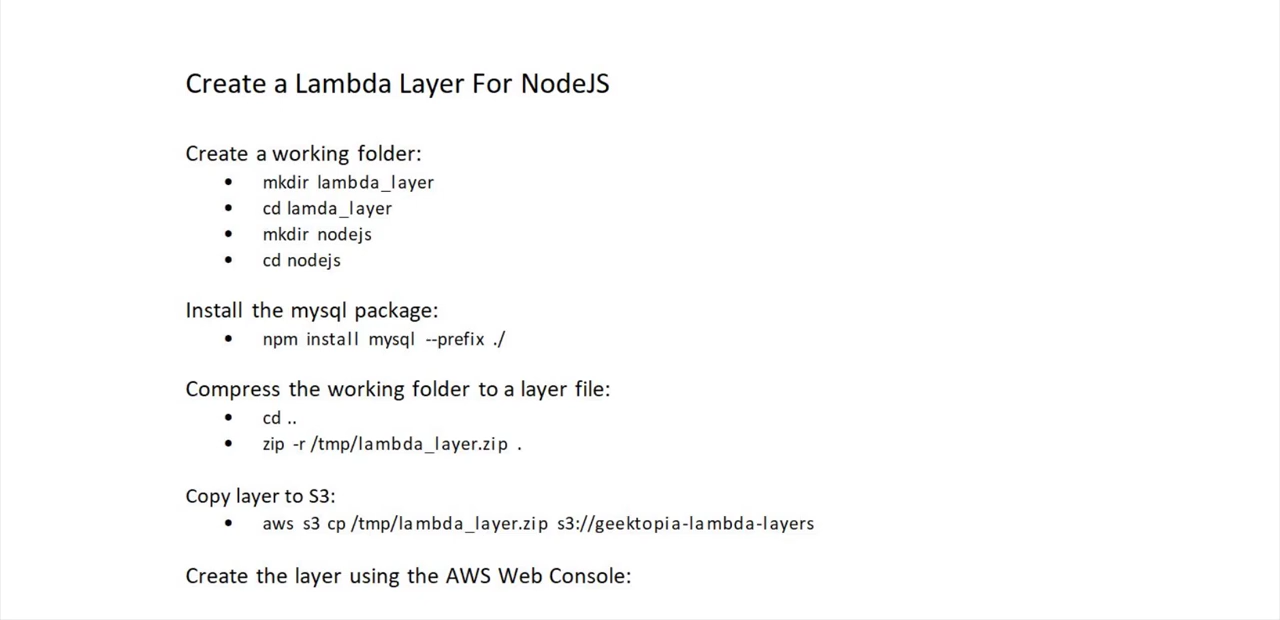 Create a Lambda Layer For NodeJS
Create a working folder:
• mkdir lambda_layer
• cd lamda_layer
• mkdir nodejs
• cd nodejs
Install the mysql package:
• npm install mysql --prefix ./
Compress the working folder to a layer file:
• cd ..
• zip -r /tmp/lambda_layer.zip .
Copy layer to S3:
• aws s3 cp /tmp/lambda_layer.zip s3://geektopia-lambda-layers
Create the layer using the AWS Web Console: